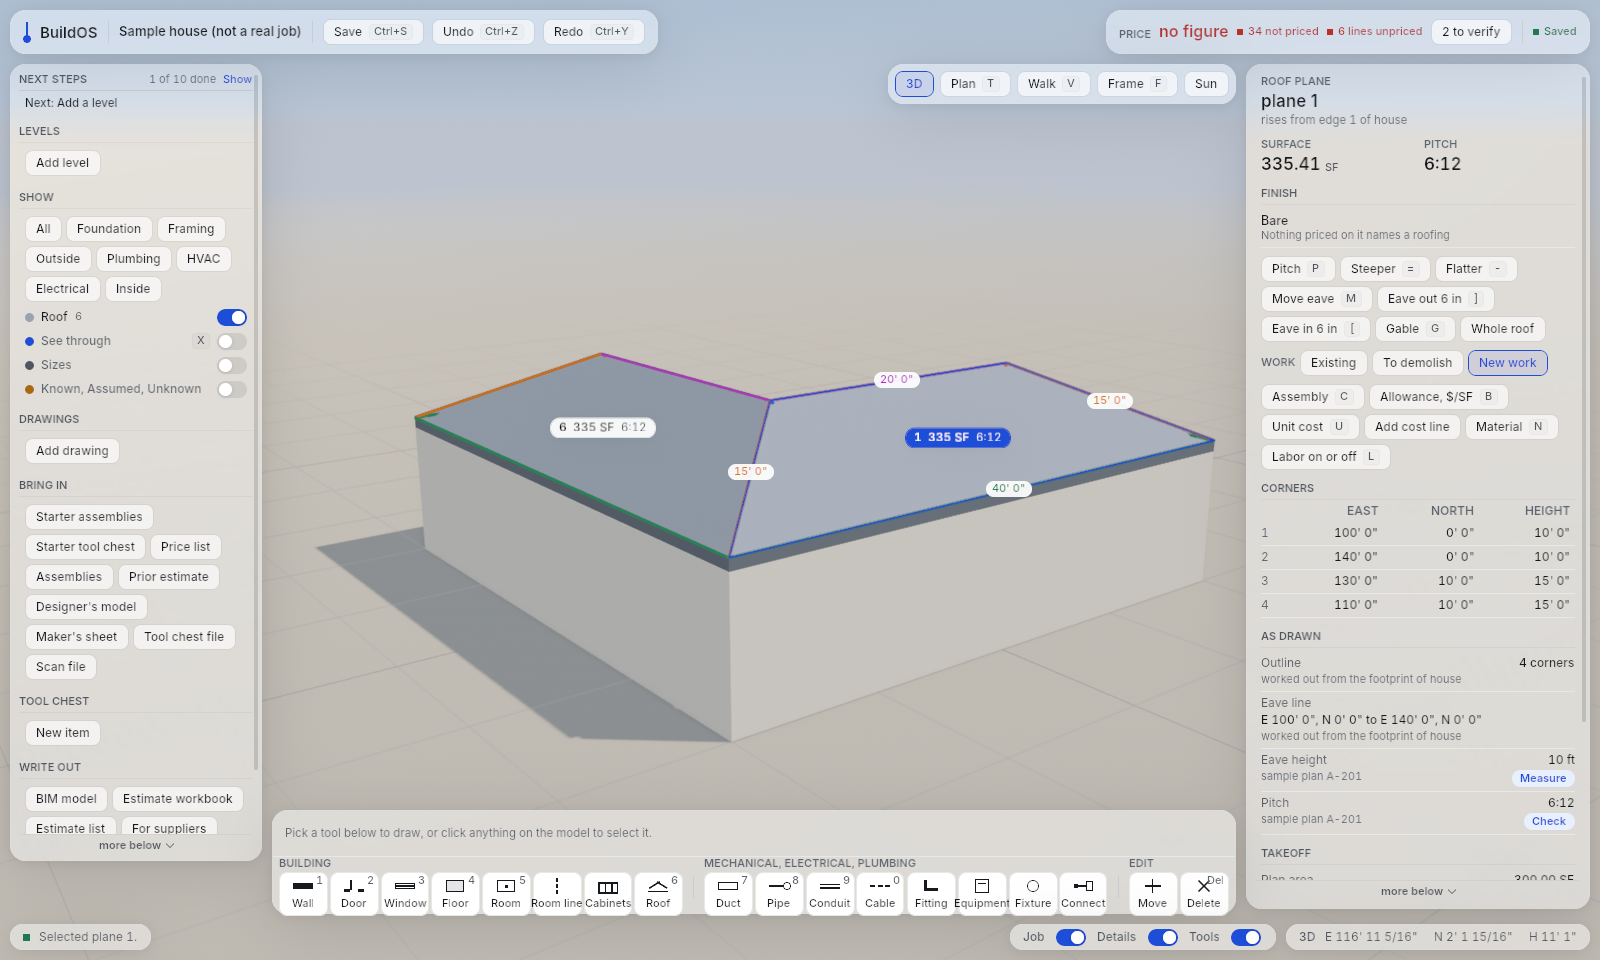 BuildOS Sample house (not a real job) Save Ctrl+S Undo Ctrl+Z Redo Ctrl+Y
PRICE no figure 34 not priced 6 lines unpriced 2 to verify Saved
NEXT STEPS 1 of 10 done Show
Next: Add a level
LEVELS
Add level
SHOW
All Foundation Framing
Outside Plumbing HVAC
Electrical Inside
Roof 6
See through X
Sizes
Known, Assumed, Unknown
DRAWINGS
Add drawing
BRING IN
Starter assemblies
Starter tool chest Price list
Assemblies Prior estimate
Designer's model
Maker's sheet Tool chest file
Scan file
TOOL CHEST
New item
WRITE OUT
BIM model Estimate workbook
Estimate list For suppliers
more below
3D Plan T Walk V Frame F Sun
20' 0"
15' 0"
6 335 SF 6:12
1 335 SF 6:12
15' 0"
40' 0"
Pick a tool below to draw, or click anything on the model to select it.
BUILDING
1 2 3 4 5 6
Wall Door Window Floor Room Room line Cabinets Roof
MECHANICAL, ELECTRICAL, PLUMBING
7 8 9 0
Duct Pipe Conduit Cable Fitting Equipment Fixture Connect
EDIT
Del
Move Delete
ROOF PLANE
plane 1
rises from edge 1 of house
SURFACE PITCH
335.41 SF 6:12
FINISH
Bare
Nothing priced on it names a roofing
Pitch P Steeper = Flatter -
Move eave M Eave out 6 in ]
Eave in 6 in [ Gable G Whole roof
WORK Existing To demolish New work
Assembly C Allowance, $/SF B
Unit cost U Add cost line Material N
Labor on or off L
CORNERS
EAST NORTH HEIGHT
1 100' 0" 0' 0" 10' 0"
2 140' 0" 0' 0" 10' 0"
3 130' 0" 10' 0" 15' 0"
4 110' 0" 10' 0" 15' 0"
AS DRAWN
Outline 4 corners
worked out from the footprint of house
Eave line
E 100' 0", N 0' 0" to E 140' 0", N 0' 0"
worked out from the footprint of house
Eave height 10 ft
sample plan A-201 Measure
Pitch 6:12
sample plan A-201 Check
TAKEOFF
Plan area 300.00 SF
more below
Selected plane 1.
Job Details Tools
3D E 116' 11 5/16" N 2' 1 15/16" H 11' 1"